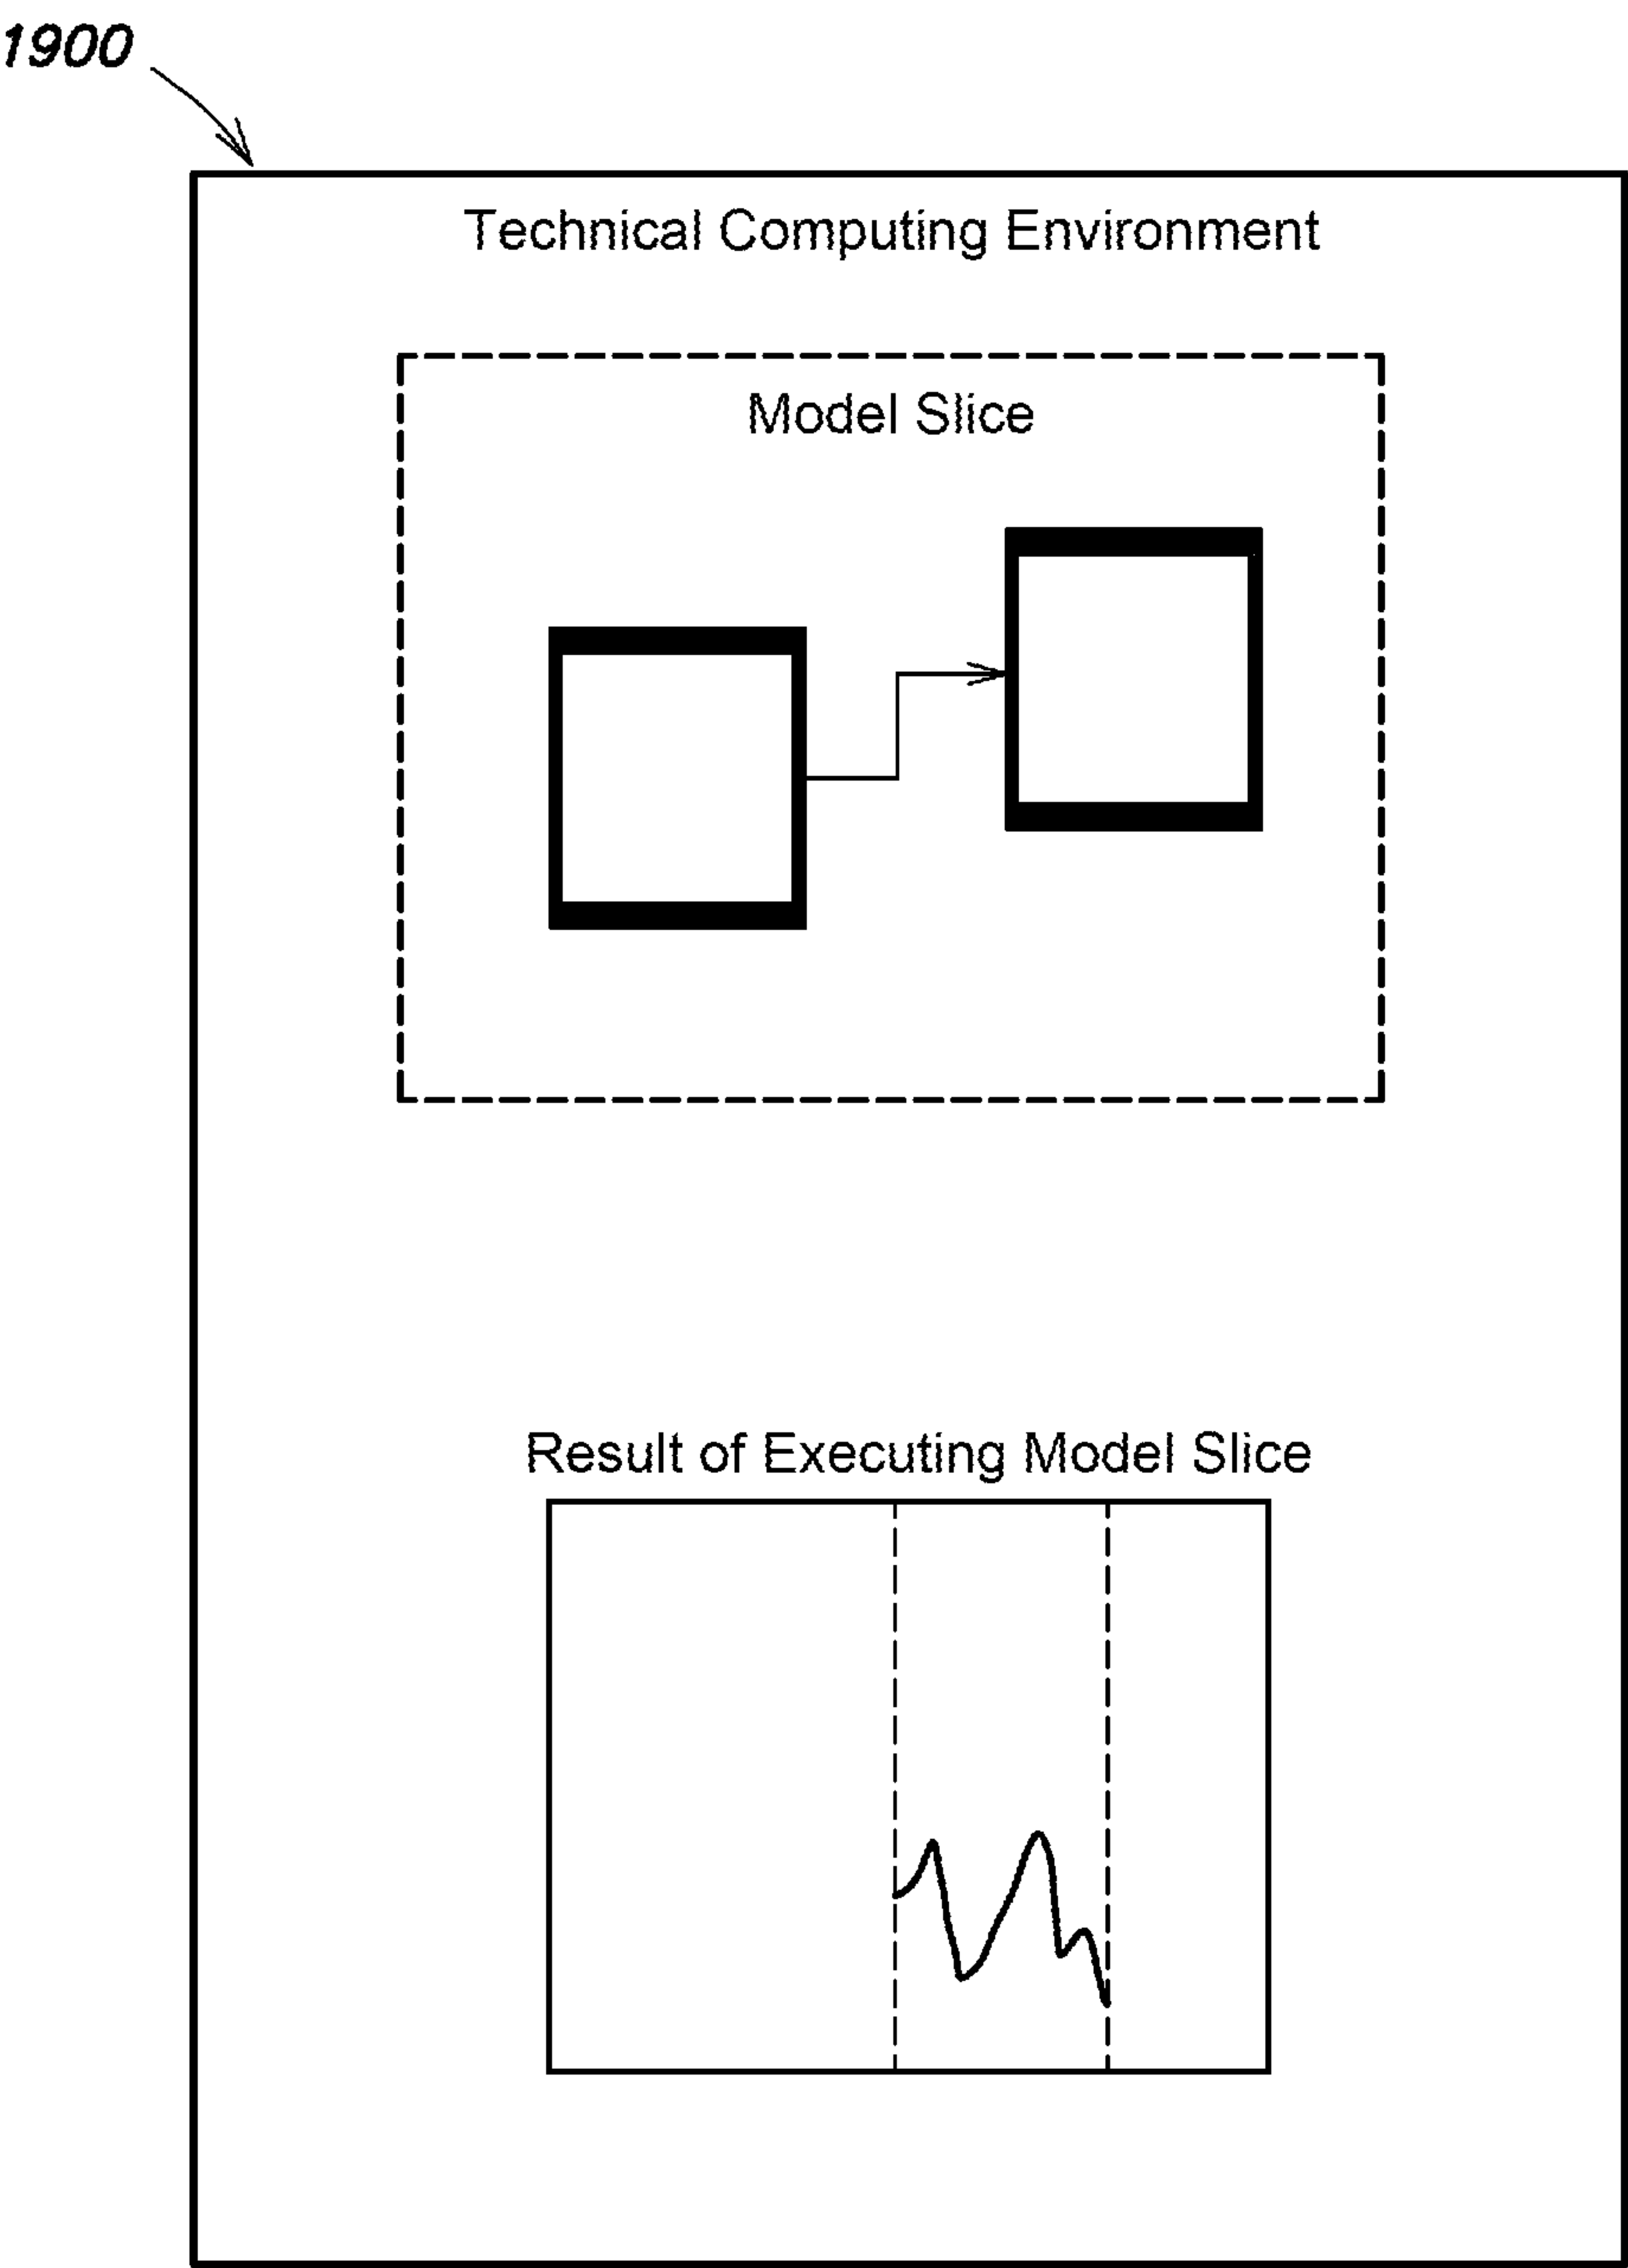 1900
Technical Computing Environment
Model Slice
Result of Executing Model Slice